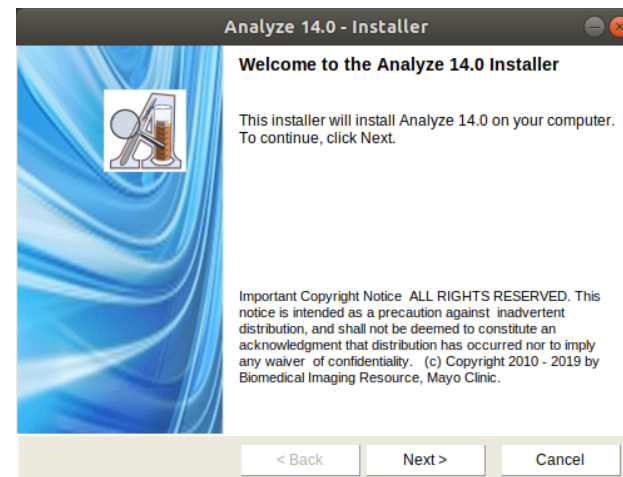 Analyze 14.0 - Installer
Welcome to the Analyze 14.0 Installer
This installer will install Analyze 14.0 on your computer.
To continue, click Next.
Important Copyright Notice  ALL RIGHTS RESERVED. This
notice is intended as a precaution against  inadvertent
distribution, and shall not be deemed to constitute an
acknowledgment that distribution has occurred nor to imply
any waiver  of confidentiality.   (c) Copyright 2010 - 2019 by
Biomedical Imaging Resource, Mayo Clinic.
< Back
Next >
Cancel